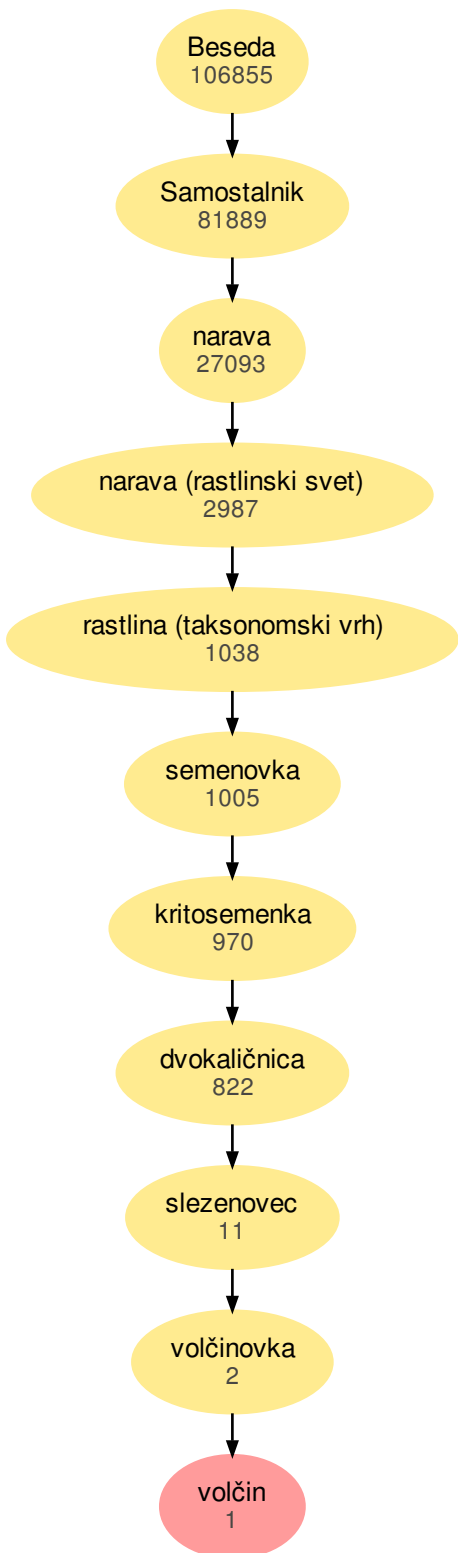 Beseda
106855
Samostalnik
81889
narava
27093
narava (rastlinski svet)
2987
rastlina (taksonomski vrh)
1038
semenovka
1005
kritosemenka
970
dvokaličnica
822
slezenovec
11
volčinovka
2
volčin
1